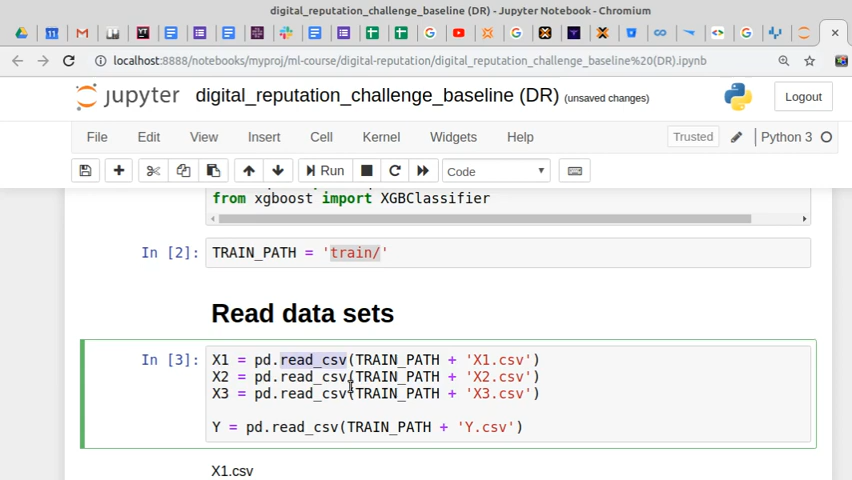 digital_reputation_challenge_baseline (DR) - Jupyter Notebook - Chromium
localhost:8888/notebooks/myproj/ml-course/digital-reputation/digital_reputation_challenge_baseline%20(DR).ipynb
jupyter digital_reputation_challenge_baseline (DR) (unsaved changes) Logout
File Edit View Insert Cell Kernel Widgets Help Trusted Python 3
Run Code
from xgboost import XGBClassifier
In [2]: TRAIN_PATH = 'train/'
Read data sets
In [3]: X1 = pd.read_csv(TRAIN_PATH + 'X1.csv')
X2 = pd.read_csv(TRAIN_PATH + 'X2.csv')
X3 = pd.read_csv(TRAIN_PATH + 'X3.csv')
Y = pd.read_csv(TRAIN_PATH + 'Y.csv')
X1.csv